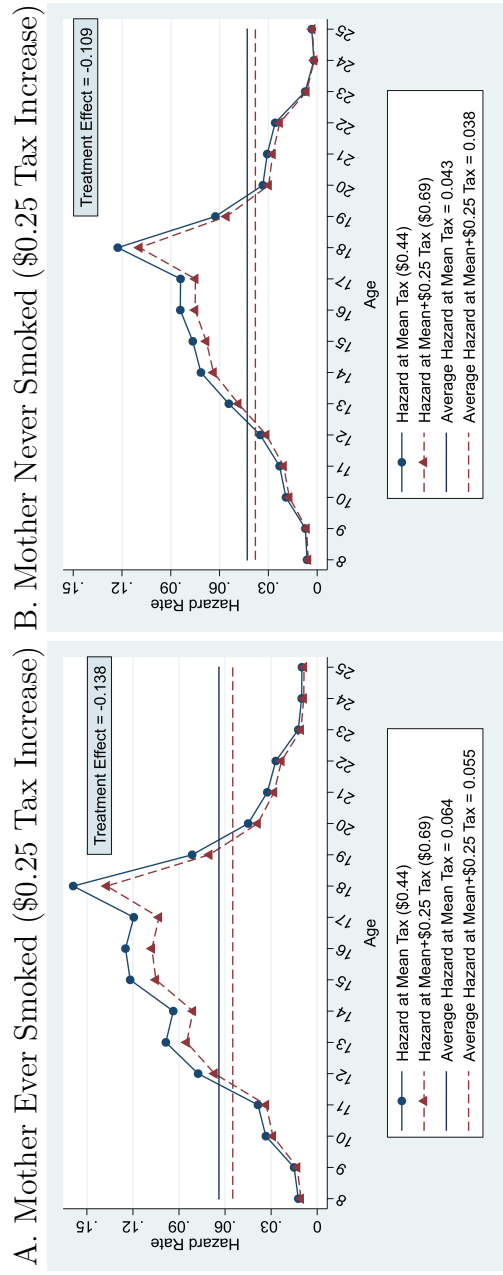 A. Mother Ever Smoked ($0.25 Tax Increase)
Treatment Effect = -0.138
Hazard Rate
.15
.12
.09
.06
.03
0
8 9 10 11 12 13 14 15 16 17 18 19 20 21 22 23 24 25
Age
Hazard at Mean Tax ($0.44)
Hazard at Mean+$0.25 Tax ($0.69)
Average Hazard at Mean Tax = 0.064
Average Hazard at Mean+$0.25 Tax = 0.055
B. Mother Never Smoked ($0.25 Tax Increase)
Treatment Effect = -0.109
Hazard Rate
.15
.12
.09
.06
.03
0
8 9 10 11 12 13 14 15 16 17 18 19 20 21 22 23 24 25
Age
Hazard at Mean Tax ($0.44)
Hazard at Mean+$0.25 Tax ($0.69)
Average Hazard at Mean Tax = 0.043
Average Hazard at Mean+$0.25 Tax = 0.038